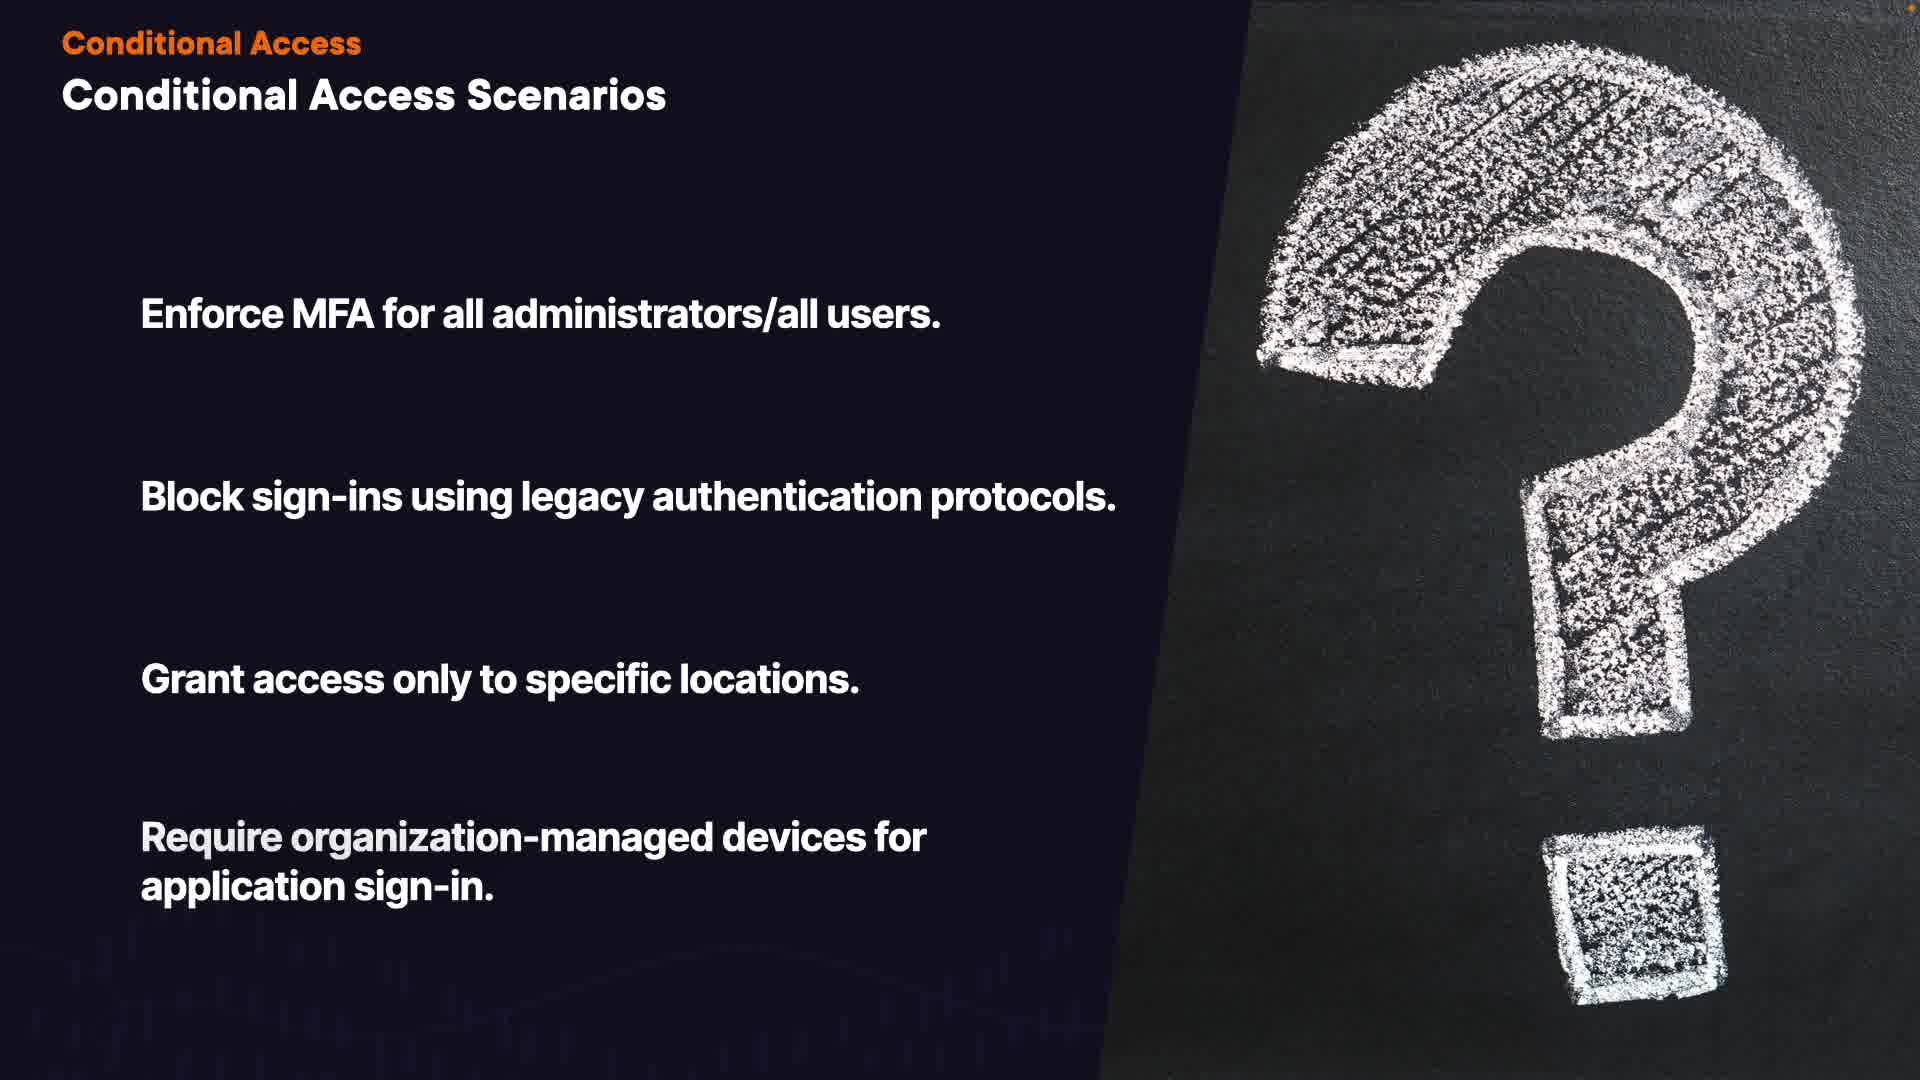 Conditional Access
Conditional Access Scenarios
Enforce MFA for all administrators/all users.
Block sign-ins using legacy authentication protocols.
Grant access only to specific locations.
Require organization-managed devices for
application sign-in.
?